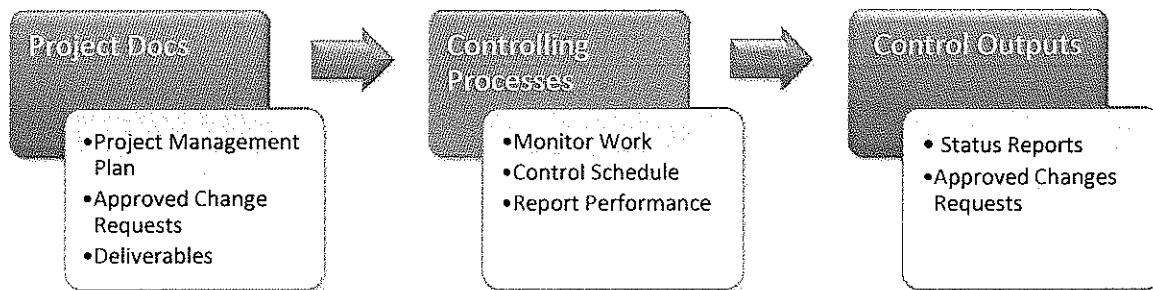 Project Docs
•Project Management
Plan
•Approved Change
Requests
•Deliverables
Controlling
Processes
•Monitor Work
•Control Schedule
•Report Performance
Control Outputs
• Status Reports
•Approved Changes
Requests